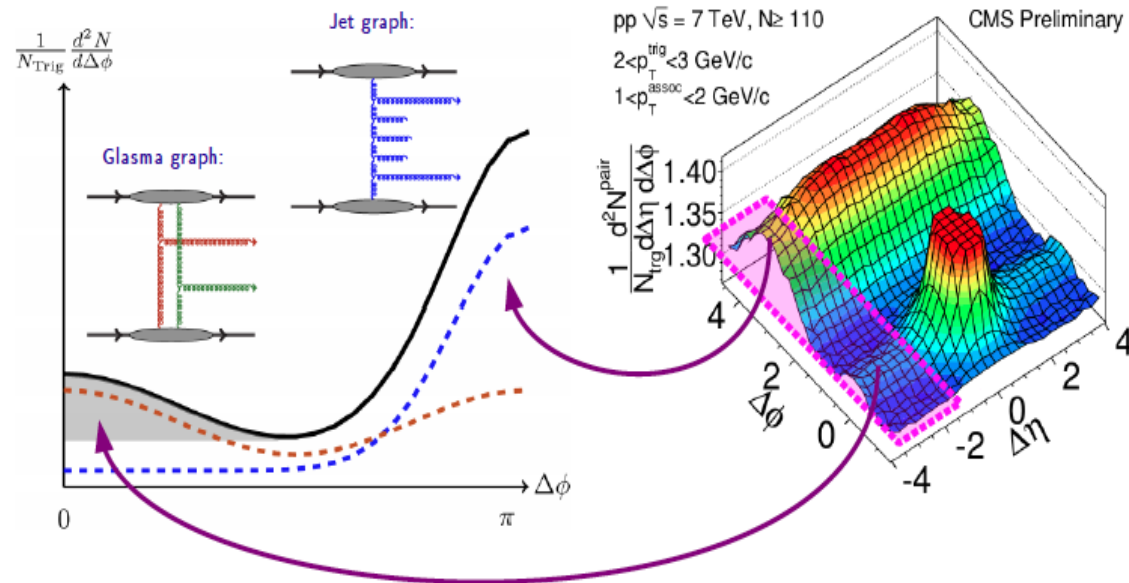 Jet graph:
1/N_Trig d²N/dΔϕ
Glasma graph:
Δϕ
0
π
pp √s = 7 TeV, N≥ 110
CMS Preliminary
2<p_T^trig<3 GeV/c
1<p_T^assoc<2 GeV/c
1/N_trg d²N^pair/dΔη dΔϕ
1.40
1.35
1.30
4
2
0
Δϕ
-4
-2
0
2
4
Δη